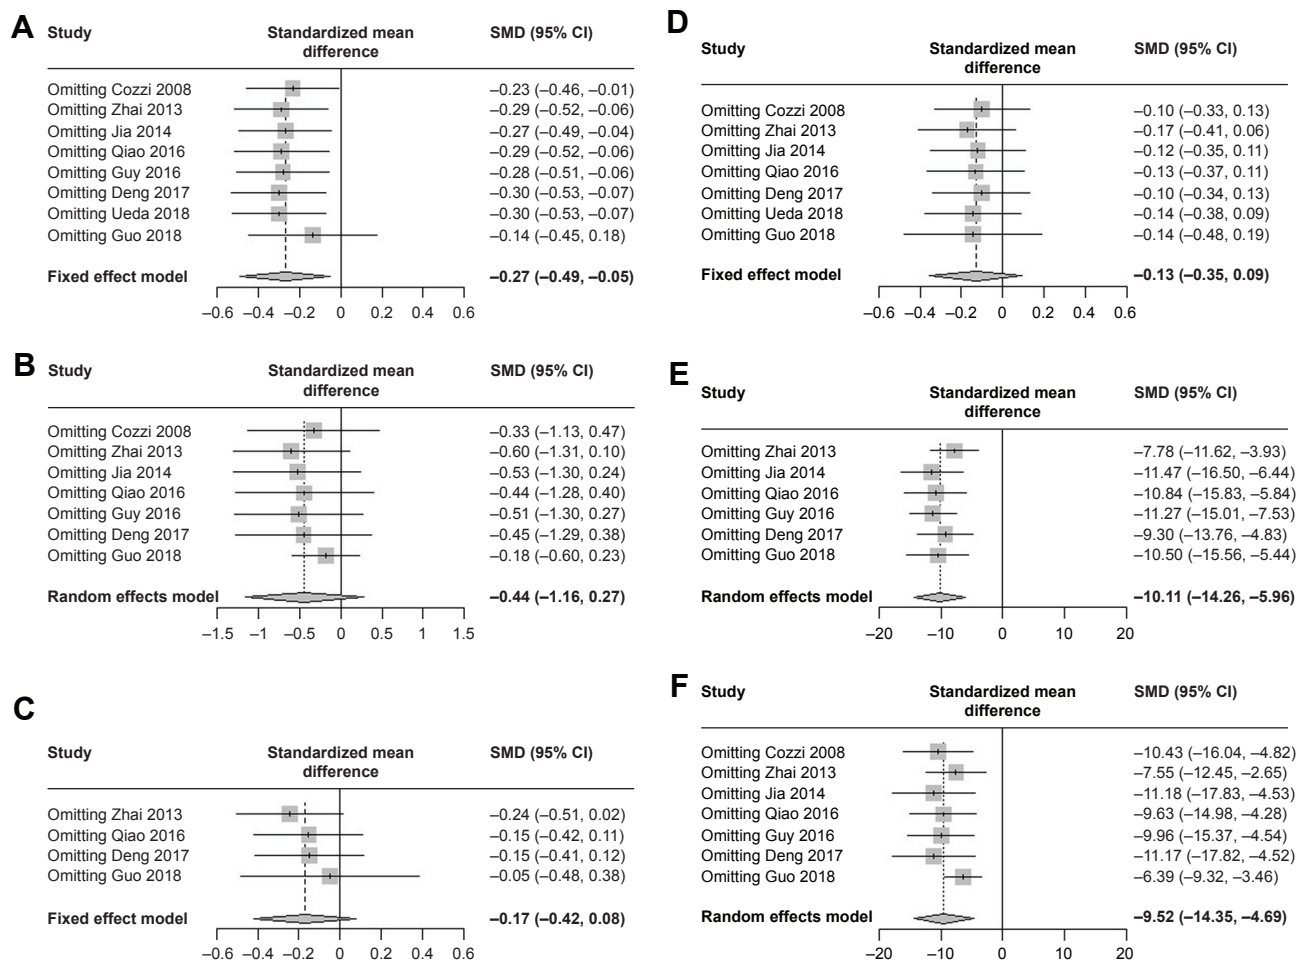 A
Study Standardized mean difference SMD (95% CI)
Omitting Cozzi 2008 −0.23 (−0.46, −0.01)
Omitting Zhai 2013 −0.29 (−0.52, −0.06)
Omitting Jia 2014 −0.27 (−0.49, −0.04)
Omitting Qiao 2016 −0.29 (−0.52, −0.06)
Omitting Guy 2016 −0.28 (−0.51, −0.06)
Omitting Deng 2017 −0.30 (−0.53, −0.07)
Omitting Ueda 2018 −0.30 (−0.53, −0.07)
Omitting Guo 2018 −0.14 (−0.45, 0.18)
Fixed effect model −0.27 (−0.49, −0.05)
−0.6 −0.4 −0.2 0 0.2 0.4 0.6
B
Study Standardized mean difference SMD (95% CI)
Omitting Cozzi 2008 −0.33 (−1.13, 0.47)
Omitting Zhai 2013 −0.60 (−1.31, 0.10)
Omitting Jia 2014 −0.53 (−1.30, 0.24)
Omitting Qiao 2016 −0.44 (−1.28, 0.40)
Omitting Guy 2016 −0.51 (−1.30, 0.27)
Omitting Deng 2017 −0.45 (−1.29, 0.38)
Omitting Guo 2018 −0.18 (−0.60, 0.23)
Random effects model −0.44 (−1.16, 0.27)
−1.5 −1 −0.5 0 0.5 1 1.5
C
Study Standardized mean difference SMD (95% CI)
Omitting Zhai 2013 −0.24 (−0.51, 0.02)
Omitting Qiao 2016 −0.15 (−0.42, 0.11)
Omitting Deng 2017 −0.15 (−0.41, 0.12)
Omitting Guo 2018 −0.05 (−0.48, 0.38)
Fixed effect model −0.17 (−0.42, 0.08)
−0.6 −0.4 −0.2 0 0.2 0.4 0.6
D
Study Standardized mean difference SMD (95% CI)
Omitting Cozzi 2008 −0.10 (−0.33, 0.13)
Omitting Zhai 2013 −0.17 (−0.41, 0.06)
Omitting Jia 2014 −0.12 (−0.35, 0.11)
Omitting Qiao 2016 −0.13 (−0.37, 0.11)
Omitting Deng 2017 −0.10 (−0.34, 0.13)
Omitting Ueda 2018 −0.14 (−0.38, 0.09)
Omitting Guo 2018 −0.14 (−0.48, 0.19)
Fixed effect model −0.13 (−0.35, 0.09)
−0.6 −0.4 −0.2 0 0.2 0.4 0.6
E
Study Standardized mean difference SMD (95% CI)
Omitting Zhai 2013 −7.78 (−11.62, −3.93)
Omitting Jia 2014 −11.47 (−16.50, −6.44)
Omitting Qiao 2016 −10.84 (−15.83, −5.84)
Omitting Guy 2016 −11.27 (−15.01, −7.53)
Omitting Deng 2017 −9.30 (−13.76, −4.83)
Omitting Guo 2018 −10.50 (−15.56, −5.44)
Random effects model −10.11 (−14.26, −5.96)
−20 −10 0 10 20
F
Study Standardized mean difference SMD (95% CI)
Omitting Cozzi 2008 −10.43 (−16.04, −4.82)
Omitting Zhai 2013 −7.55 (−12.45, −2.65)
Omitting Jia 2014 −11.18 (−17.83, −4.53)
Omitting Qiao 2016 −9.63 (−14.98, −4.28)
Omitting Guy 2016 −9.96 (−15.37, −4.54)
Omitting Deng 2017 −11.17 (−17.82, −4.52)
Omitting Guo 2018 −6.39 (−9.32, −3.46)
Random effects model −9.52 (−14.35, −4.69)
−20 −10 0 10 20